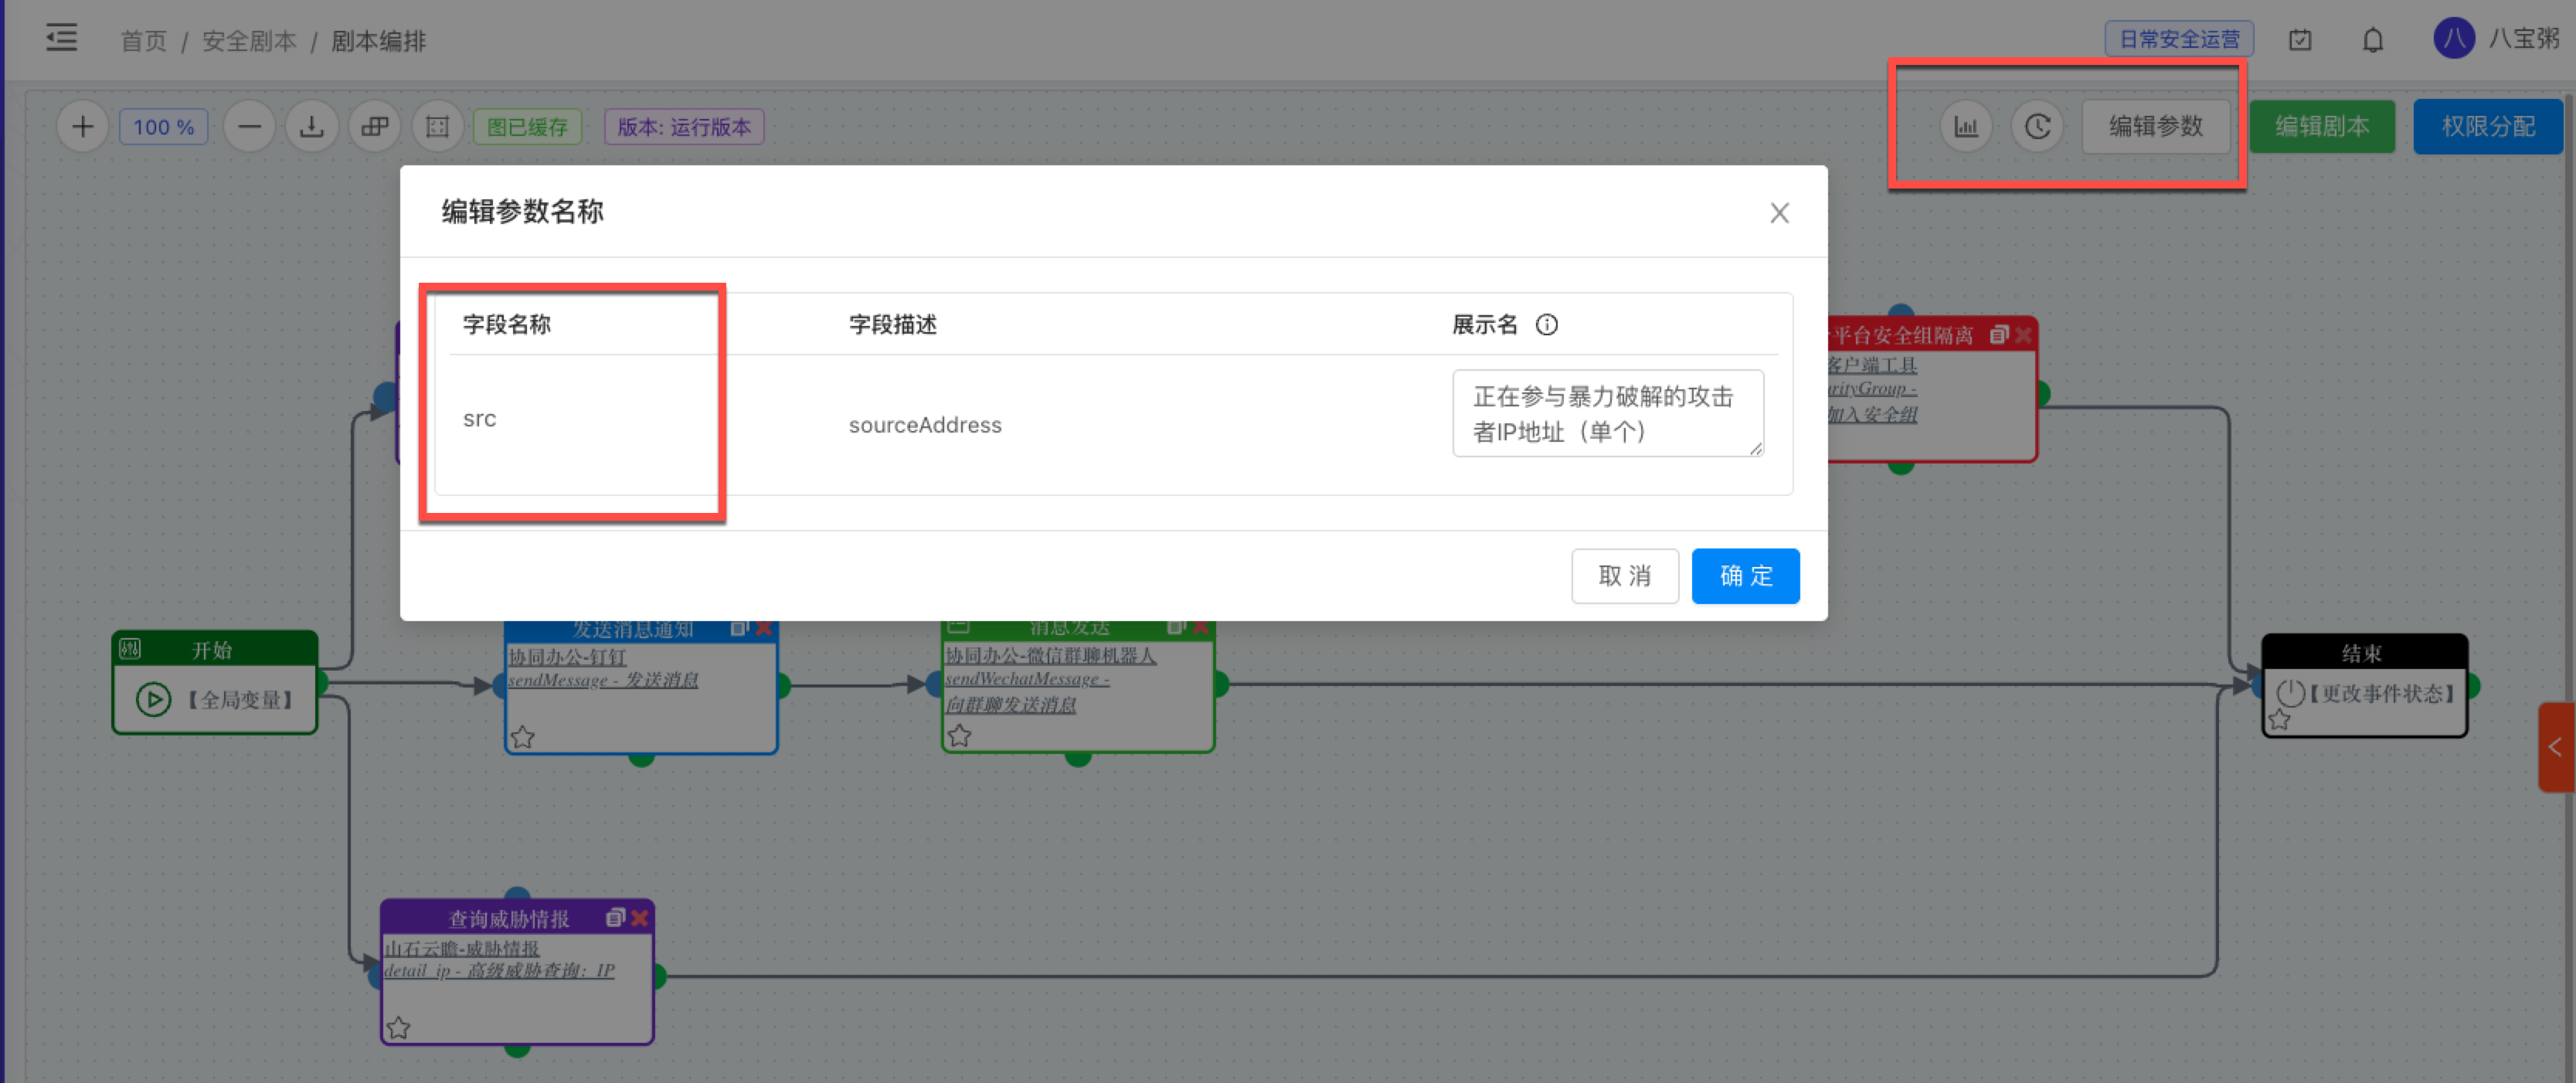 首页 / 安全剧本 / 剧本编排
日常安全运营
八
八宝粥
100 %
图已缓存
版本: 运行版本
编辑参数
编辑剧本
权限分配
编辑参数名称
字段名称
字段描述
展示名
src
sourceAddress
正在参与暴力破解的攻击
者IP地址（单个）
取 消
确 定
平台安全组隔离
客户端工具
urityGroup -
加入安全组
开始
【全局变量】
发送消息通知
协同办公-钉钉
sendMessage - 发送消息
消息发送
协同办公-微信群聊机器人
sendWechatMessage -
向群聊发送消息
结束
【更改事件状态】
查询威胁情报
山石云瞻-威胁情报
detail_ip - 高级威胁查询：IP